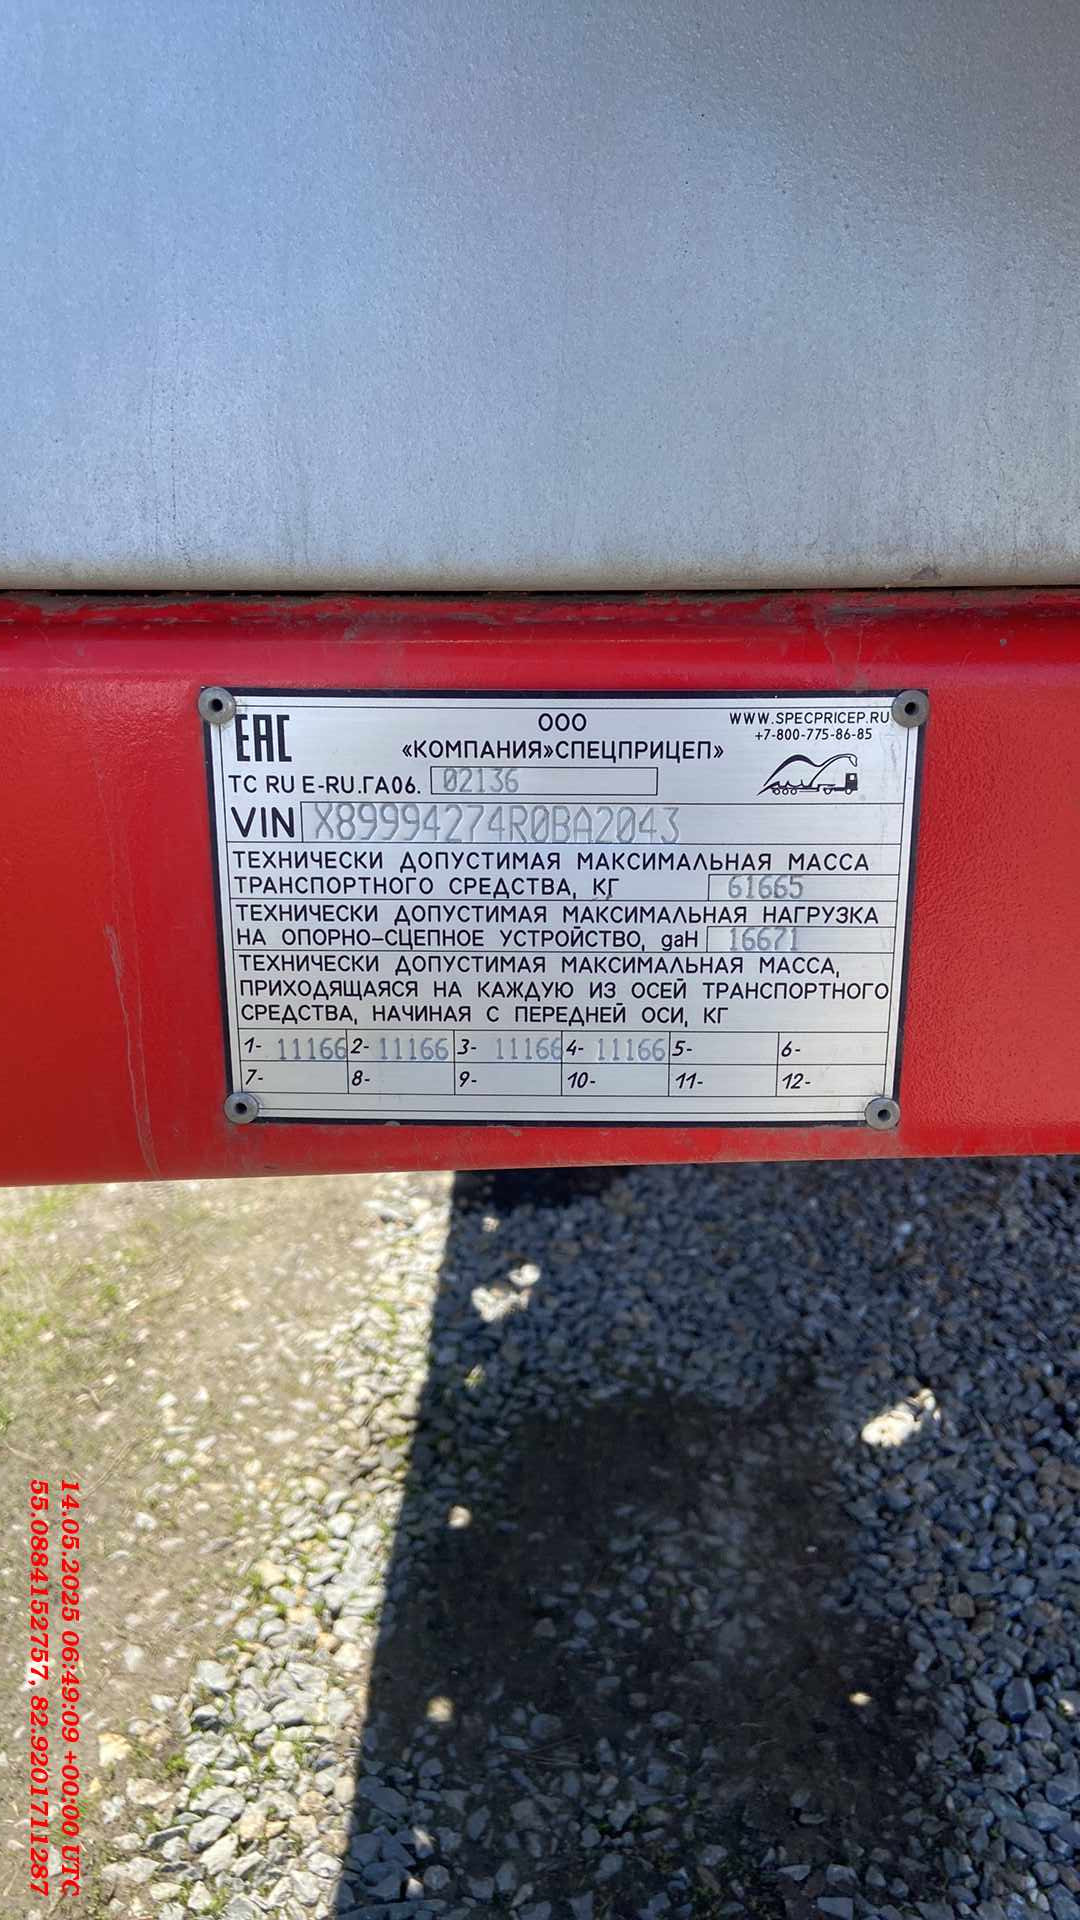 EAC
ООО
«КОМПАНИЯ»СПЕЦПРИЦЕП»
WWW.SPECPRICEP.RU
+7-800-775-86-85
ТС RU E-RU.ГА06. 02136
VIN X89994274R0BA2043
ТЕХНИЧЕСКИ ДОПУСТИМАЯ МАКСИМАЛЬНАЯ МАССА
ТРАНСПОРТНОГО СРЕДСТВА, КГ 61665
ТЕХНИЧЕСКИ ДОПУСТИМАЯ МАКСИМАЛЬНАЯ НАГРУЗКА
НА ОПОРНО-СЦЕПНОЕ УСТРОЙСТВО, gаН 16671
ТЕХНИЧЕСКИ ДОПУСТИМАЯ МАКСИМАЛЬНАЯ МАССА,
ПРИХОДЯЩАЯСЯ НА КАЖДУЮ ИЗ ОСЕЙ ТРАНСПОРТНОГО
СРЕДСТВА, НАЧИНАЯ С ПЕРЕДНЕЙ ОСИ, КГ
1- 11166 2- 11166 3- 11166 4- 11166 5- 6-
7- 8- 9- 10- 11- 12-
14.05.2025 06:49:09 +00:00 UTC
55.0884152757, 82.9201711287